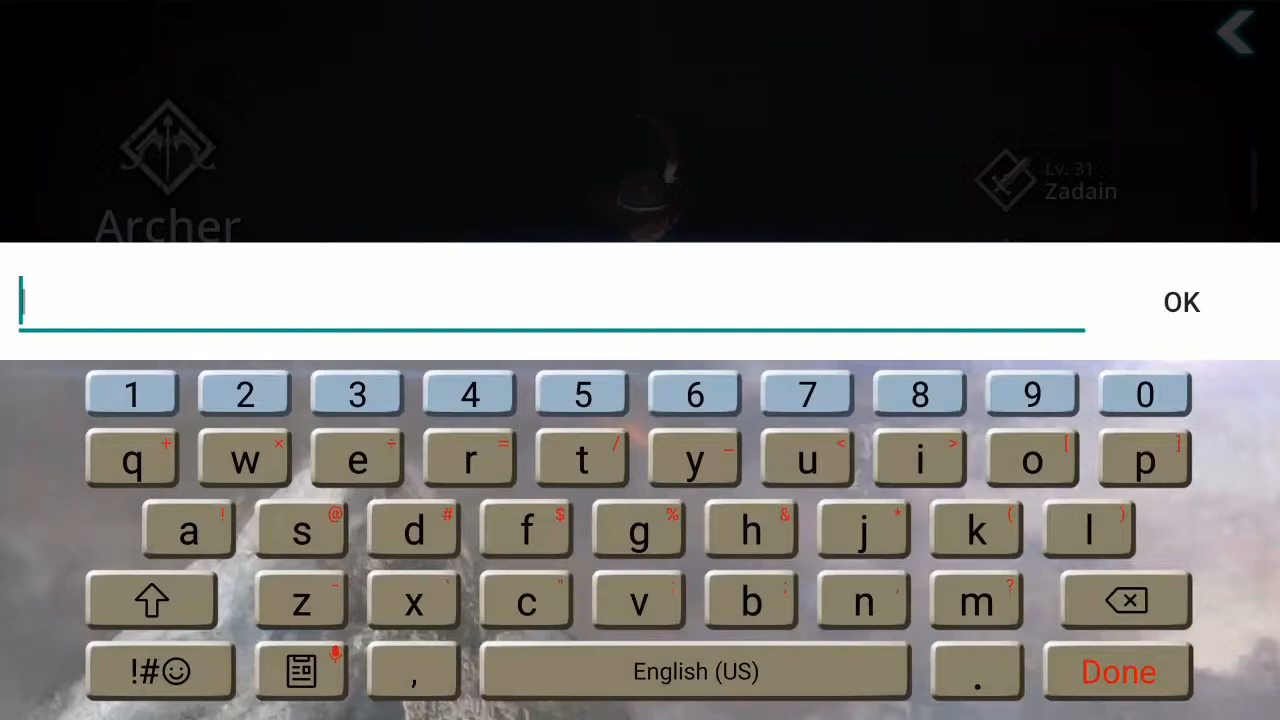 Lv. 31
Zadain
Archer
OK
1 2 3 4 5 6 7 8 9 0
q + w × e ÷ r = t / y _ u < i > o [ p ]
a ! s @ d # f $ g % h & j * k ( l )
z - x ' c " v : b ; n , m ?
!#☺ , English (US) . Done